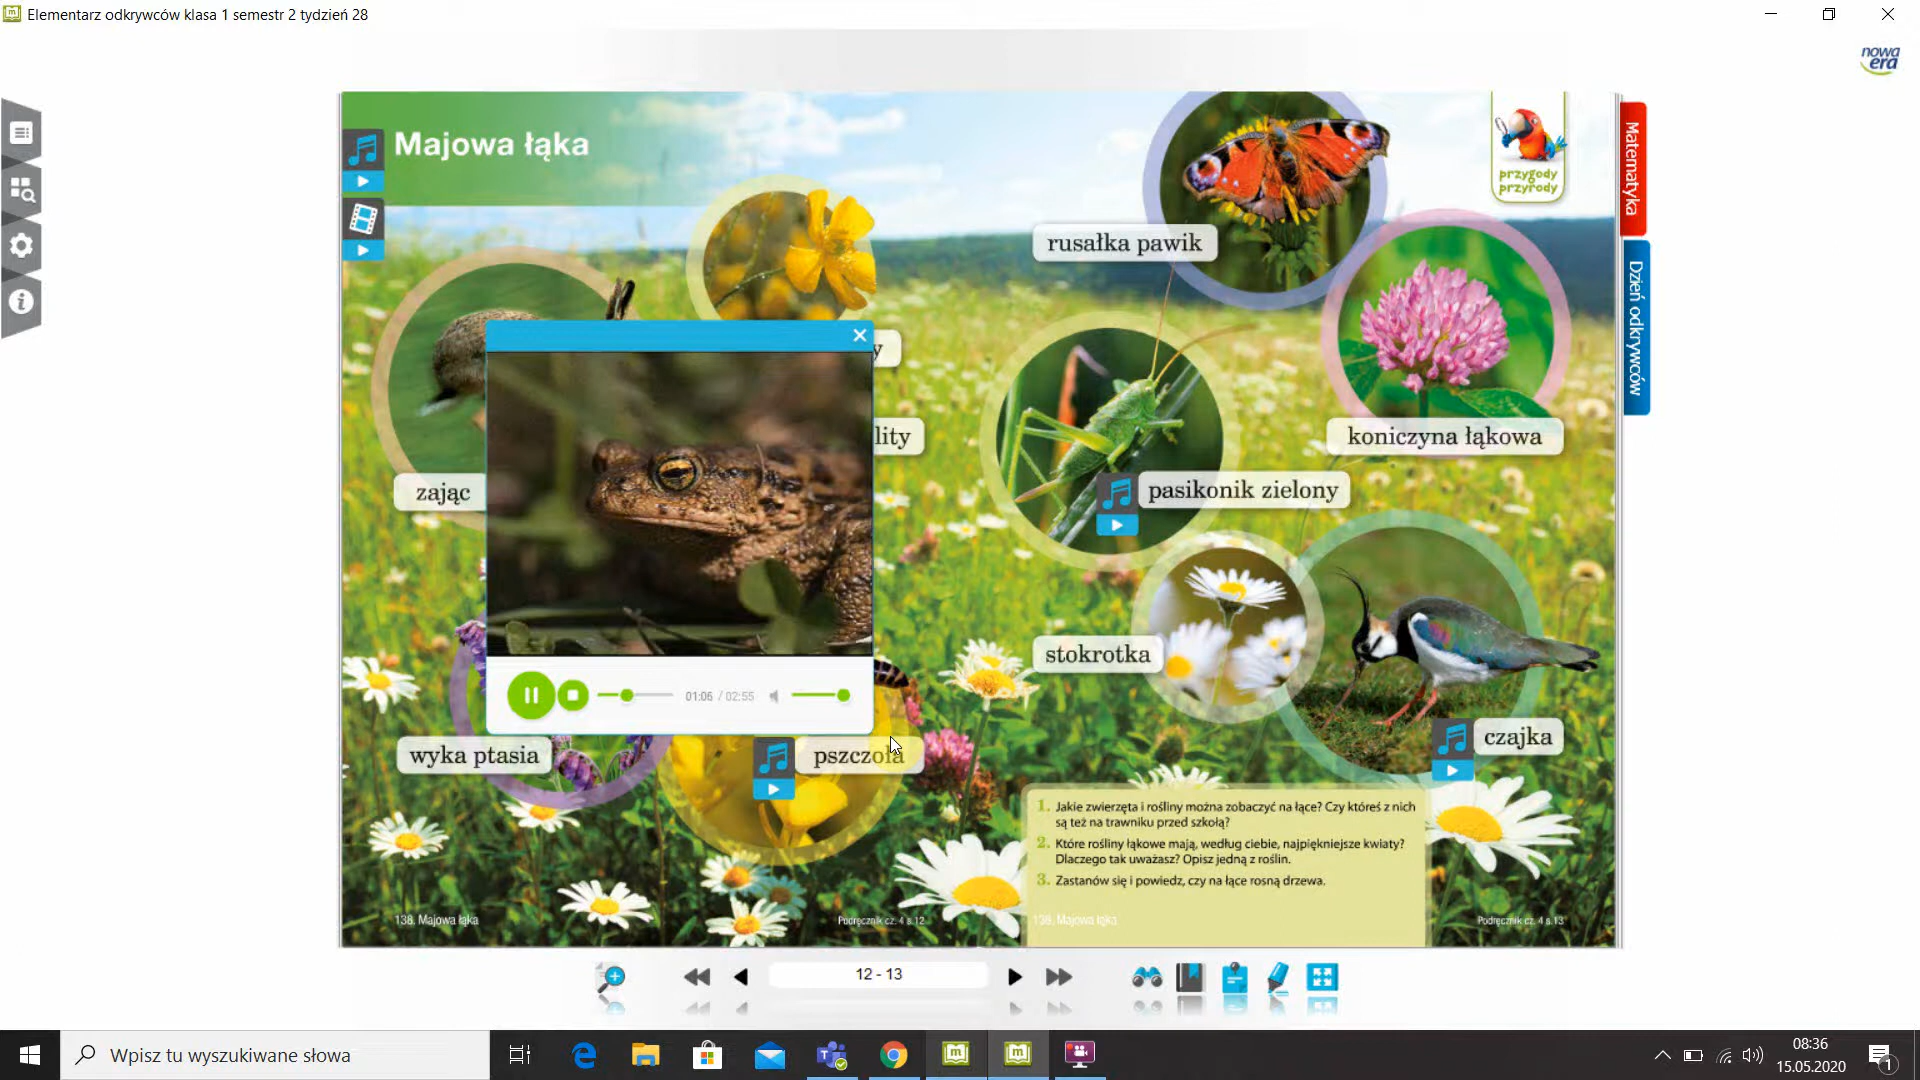 Elementarz odkrywców klasa 1 semestr 2 tydzień 28
nowa
era
Majowa łąka
przygody
przyrody
Matematyka
Dzień odkrywców
rusałka pawik
y
lity
koniczyna łąkowa
zając
pasikonik zielony
stokrotka
01:06 / 02:55
czajka
wyka ptasia
pszczoła
1. Jakie zwierzęta i rośliny można zobaczyć na łące? Czy któreś z nich
są też na trawniku przed szkołą?
2. Które rośliny łąkowe mają, według ciebie, najpiękniejsze kwiaty?
Dlaczego tak uważasz? Opisz jedną z roślin.
3. Zastanów się i powiedz, czy na łące rosną drzewa.
138. Majowa łąka
Podręcznik cz. 4 s.12
139. Majowa łąka
Podręcznik cz. 4 s.13
12 - 13
Wpisz tu wyszukiwane słowa
08:36
15.05.2020
1